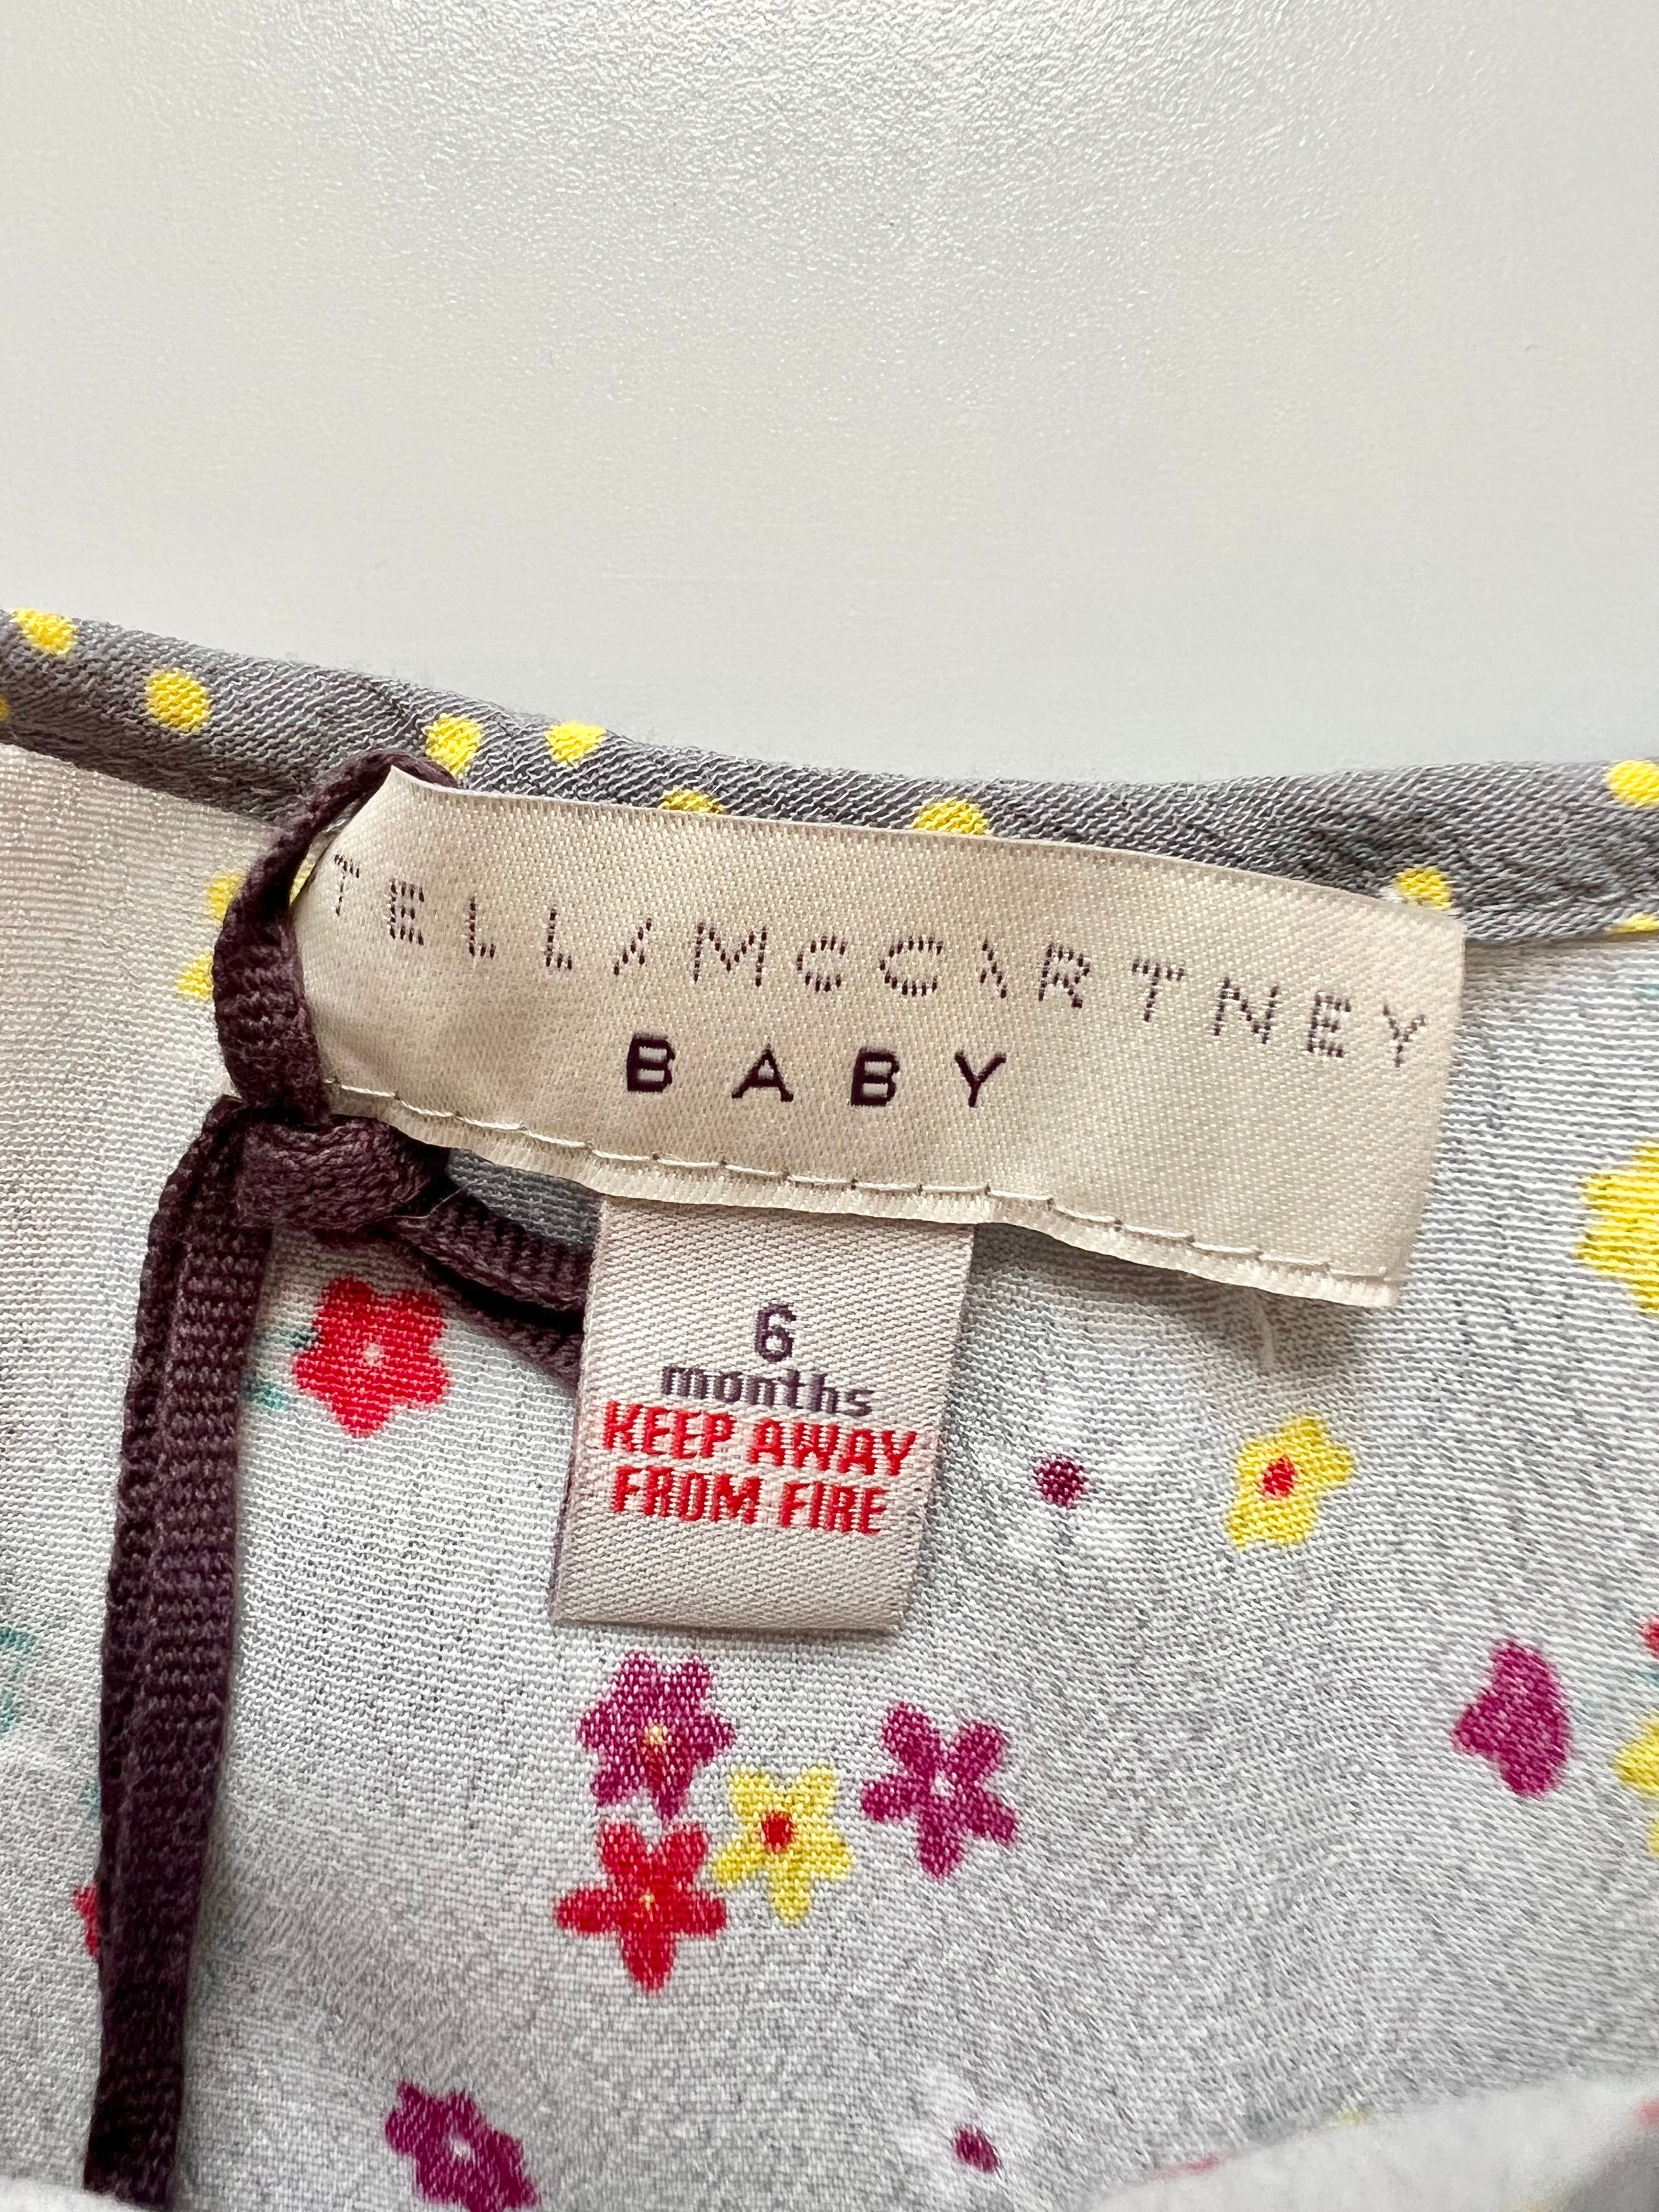 TELLAMCCARTNEY
BABY
6
months
KEEP AWAY
FROM FIRE